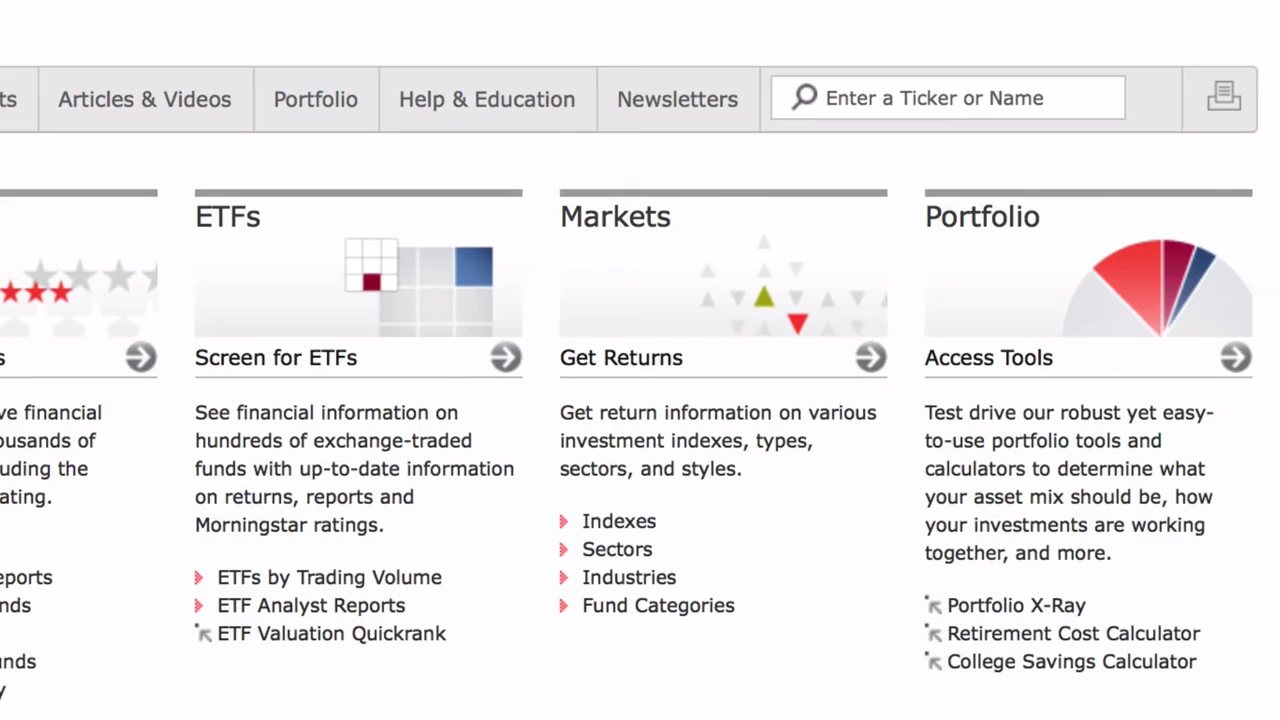 Articles & Videos Portfolio Help & Education Newsletters Enter a Ticker or Name
ETFs
Screen for ETFs
See financial information on
hundreds of exchange-traded
funds with up-to-date information
on returns, reports and
Morningstar ratings.
ETFs by Trading Volume
ETF Analyst Reports
ETF Valuation Quickrank
Markets
Get Returns
Get return information on various
investment indexes, types,
sectors, and styles.
Indexes
Sectors
Industries
Fund Categories
Portfolio
Access Tools
Test drive our robust yet easy-
to-use portfolio tools and
calculators to determine what
your asset mix should be, how
your investments are working
together, and more.
Portfolio X-Ray
Retirement Cost Calculator
College Savings Calculator